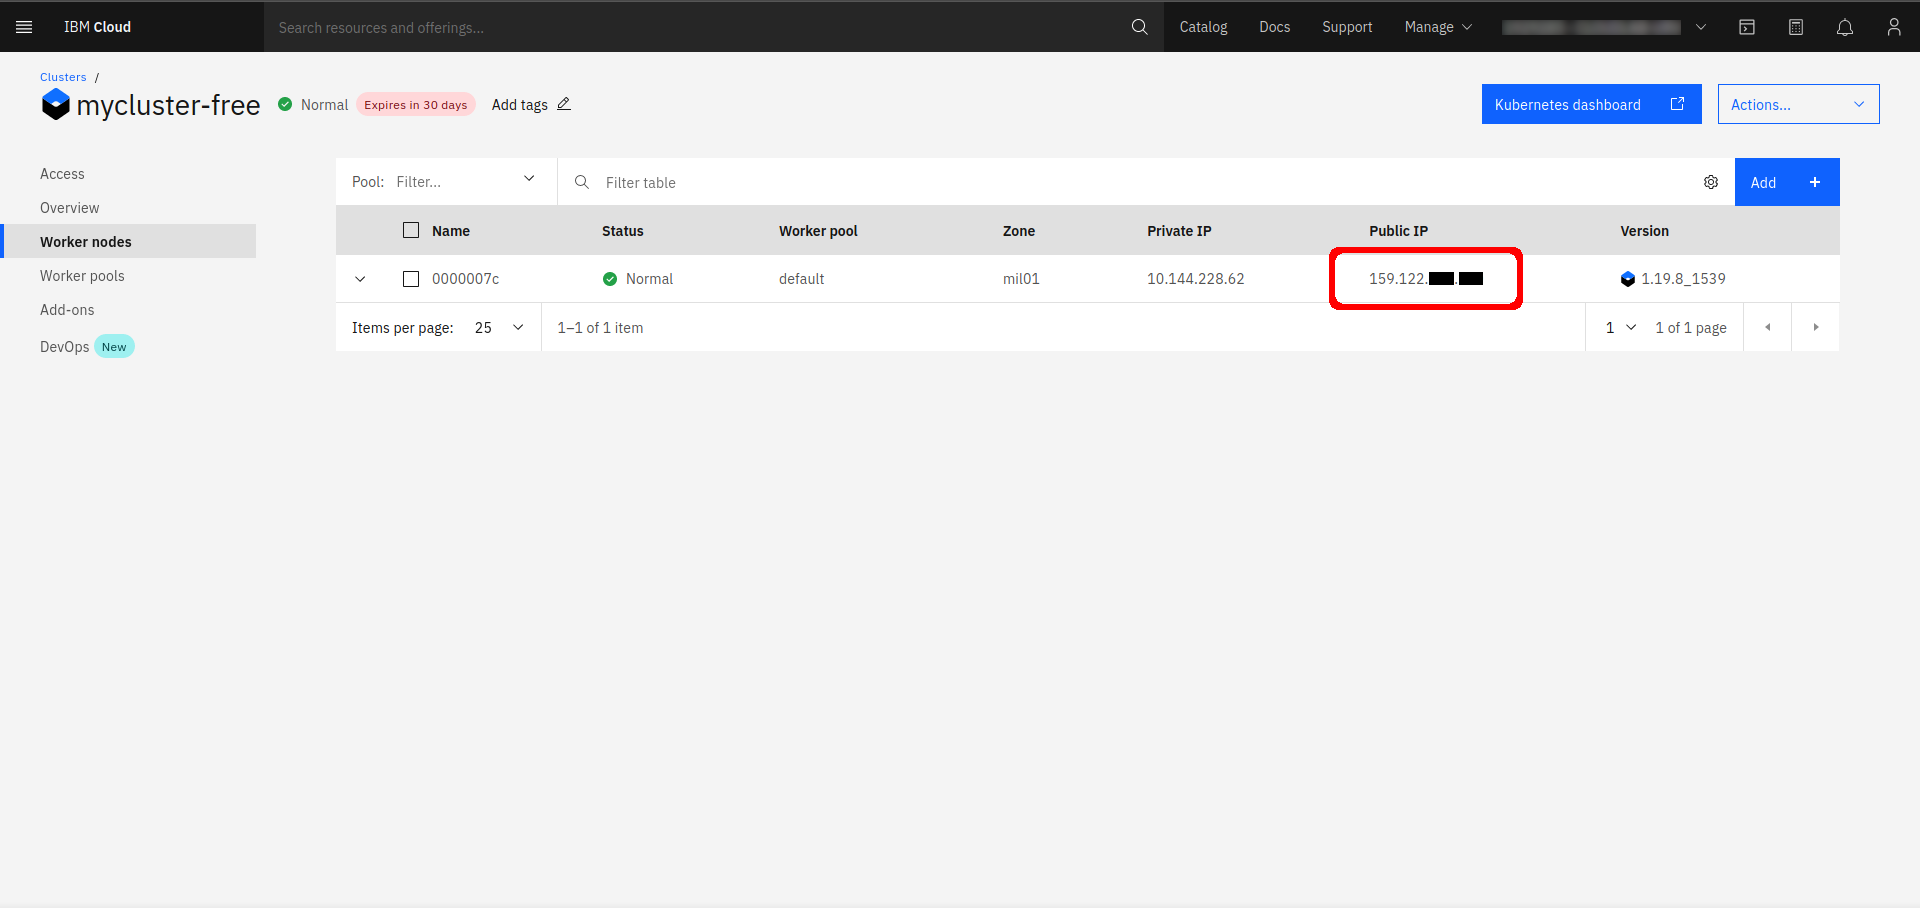 IBM Cloud
Search resources and offerings...
Catalog
Docs
Support
Manage
Clusters /
mycluster-free
Normal
Expires in 30 days
Add tags
Kubernetes dashboard
Actions...
Access
Overview
Worker nodes
Worker pools
Add-ons
DevOps New
Pool: Filter...
Filter table
Add +
Name Status Worker pool Zone Private IP Public IP Version
0000007c Normal default mil01 10.144.228.62 159.122. . 1.19.8_1539
Items per page: 25 1–1 of 1 item 1 1 of 1 page